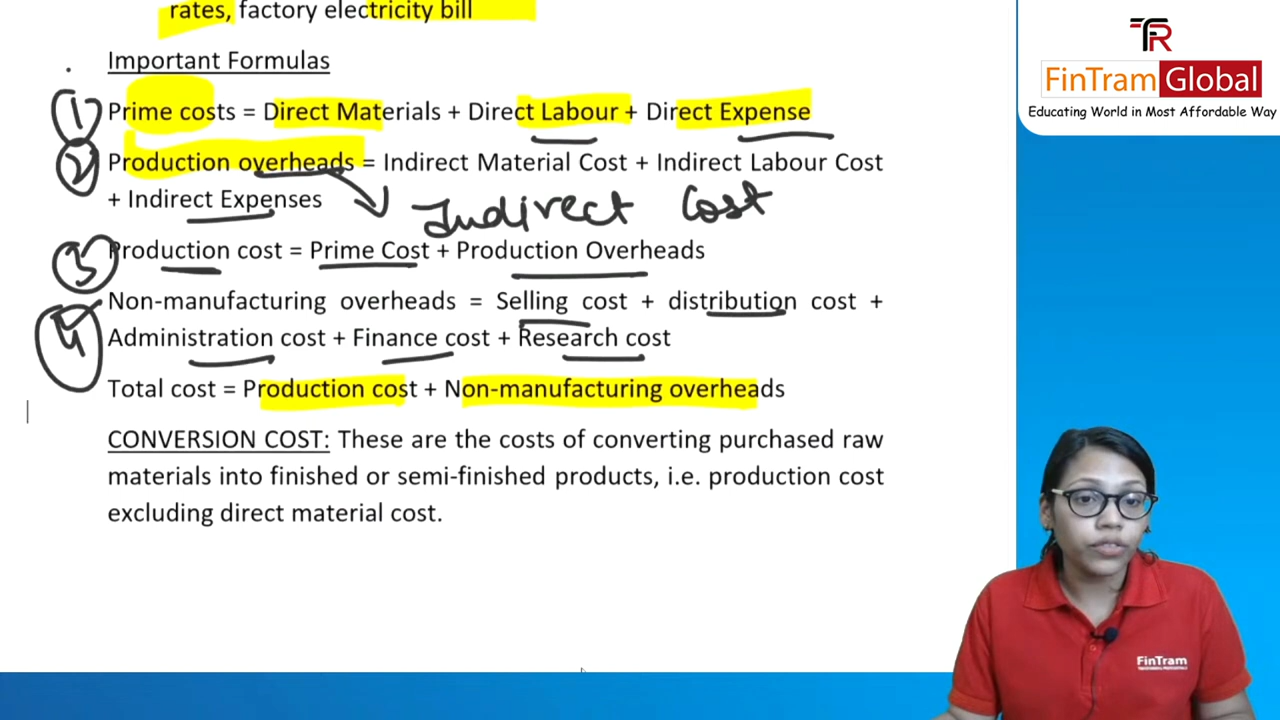 rates, factory electricity bill
Important Formulas
1 Prime costs = Direct Materials + Direct Labour + Direct Expense
2 Production overheads = Indirect Material Cost + Indirect Labour Cost
+ Indirect Expenses
Indirect Cost
3 Production cost = Prime Cost + Production Overheads
4 Non-manufacturing overheads = Selling cost + distribution cost +
Administration cost + Finance cost + Research cost
Total cost = Production cost + Non-manufacturing overheads
CONVERSION COST: These are the costs of converting purchased raw
materials into finished or semi-finished products, i.e. production cost
excluding direct material cost.
FinTram Global
Educating World in Most Affordable Way
FinTram